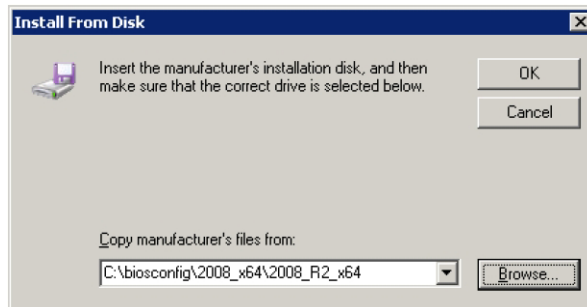 Install From Disk
Insert the manufacturer's installation disk, and then
make sure that the correct drive is selected below.
OK
Cancel
Copy manufacturer's files from:
C:\biosconfig\2008_x64\2008_R2_x64
Browse...